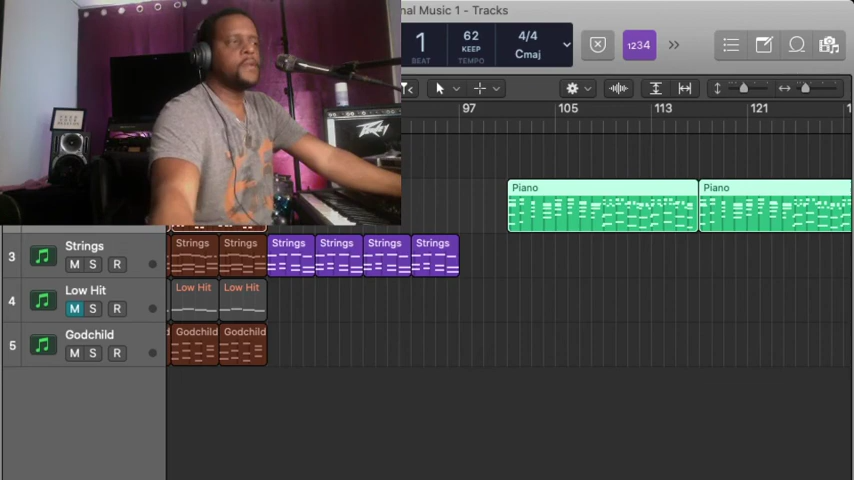 nal Music 1 - Tracks
1
BEAT
62
KEEP
TEMPO
4/4
Cmaj
1234
97
105
113
121
1
Piano
Piano
3
Strings
M S R
Strings
Strings
Strings
Strings
Strings
Strings
4
Low Hit
M S R
Low Hit
Low Hit
5
Godchild
M S R
Godchild
Godchild
PEAVEY